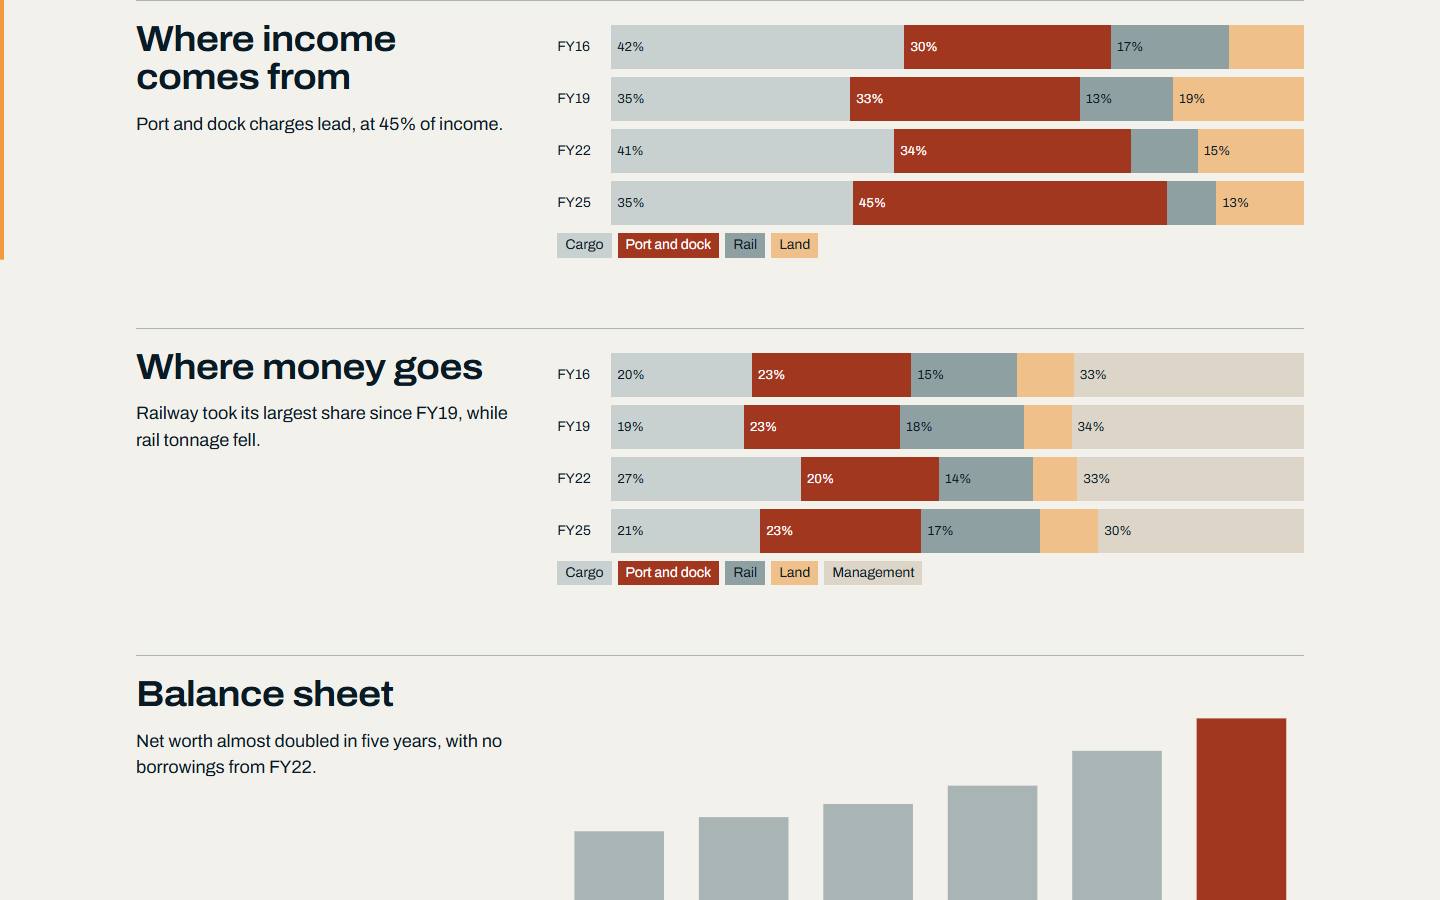 Where income
comes from
Port and dock charges lead, at 45% of income.
FY16 42% 30% 17%
FY19 35% 33% 13% 19%
FY22 41% 34% 15%
FY25 35% 45% 13%
Cargo Port and dock Rail Land
Where money goes
Railway took its largest share since FY19, while
rail tonnage fell.
FY16 20% 23% 15% 33%
FY19 19% 23% 18% 34%
FY22 27% 20% 14% 33%
FY25 21% 23% 17% 30%
Cargo Port and dock Rail Land Management
Balance sheet
Net worth almost doubled in five years, with no
borrowings from FY22.